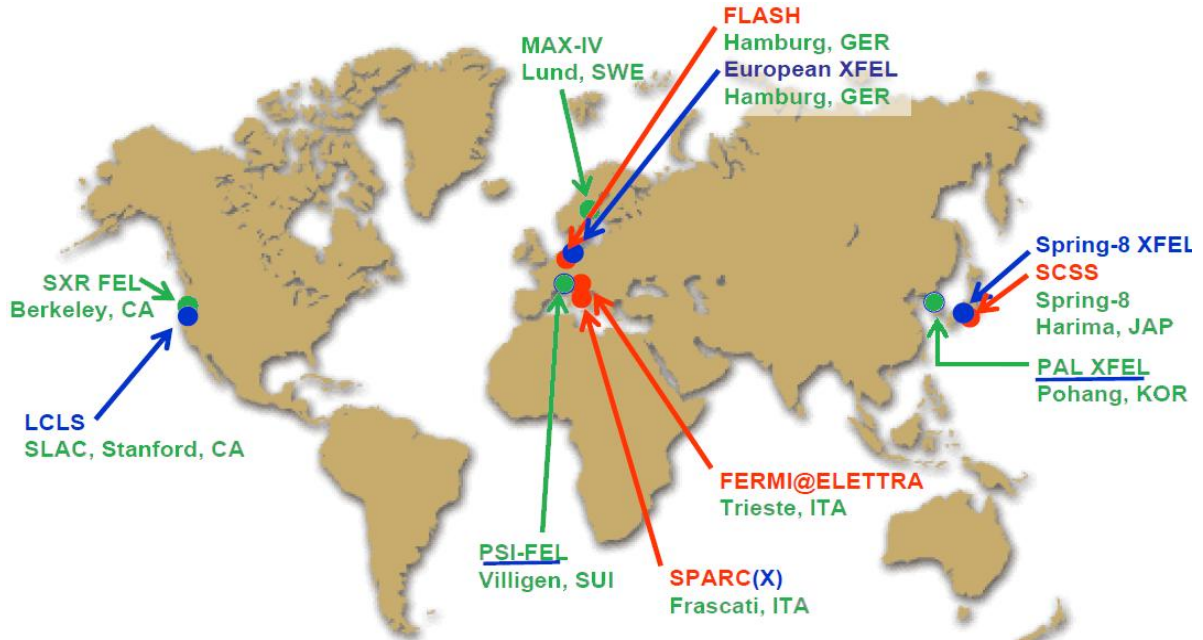 FLASH
Hamburg, GER
European XFEL
Hamburg, GER
MAX-IV
Lund, SWE
SXR FEL
Berkeley, CA
LCLS
SLAC, Stanford, CA
Spring-8 XFEL
SCSS
Spring-8
Harima, JAP
PAL XFEL
Pohang, KOR
FERMI@ELETTRA
Trieste, ITA
PSI-FEL
Villigen, SUI
SPARC(X)
Frascati, ITA